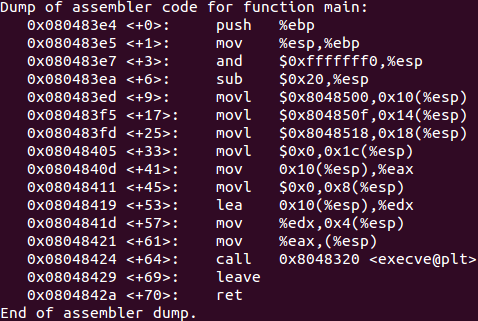 Dump of assembler code for function main:
   0x080483e4 <+0>:     push   %ebp
   0x080483e5 <+1>:     mov    %esp,%ebp
   0x080483e7 <+3>:     and    $0xfffffff0,%esp
   0x080483ea <+6>:     sub    $0x20,%esp
   0x080483ed <+9>:     movl   $0x8048500,0x10(%esp)
   0x080483f5 <+17>:    movl   $0x804850f,0x14(%esp)
   0x080483fd <+25>:    movl   $0x8048518,0x18(%esp)
   0x08048405 <+33>:    movl   $0x0,0x1c(%esp)
   0x0804840d <+41>:    mov    0x10(%esp),%eax
   0x08048411 <+45>:    movl   $0x0,0x8(%esp)
   0x08048419 <+53>:    lea    0x10(%esp),%edx
   0x0804841d <+57>:    mov    %edx,0x4(%esp)
   0x08048421 <+61>:    mov    %eax,(%esp)
   0x08048424 <+64>:    call   0x8048320 <execve@plt>
   0x08048429 <+69>:    leave
   0x0804842a <+70>:    ret
End of assembler dump.